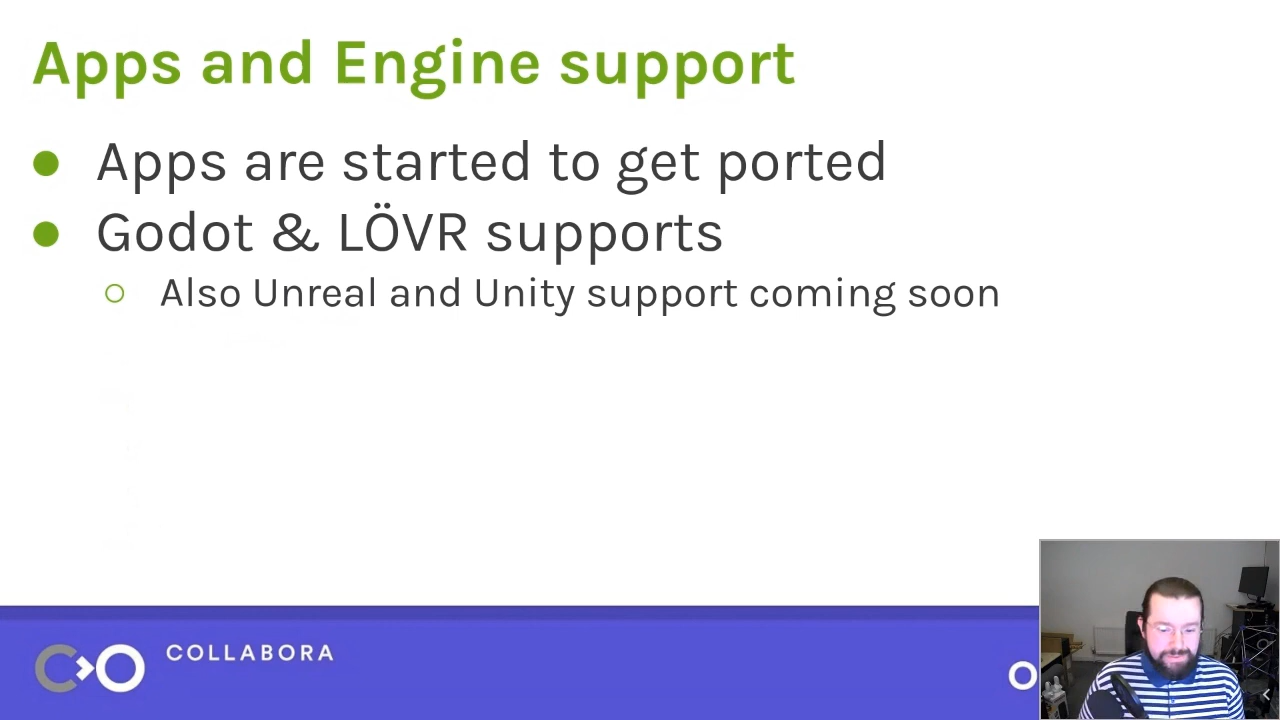 Apps and Engine support
Apps are started to get ported
Godot & LÖVR supports
Also Unreal and Unity support coming soon
COLLABORA